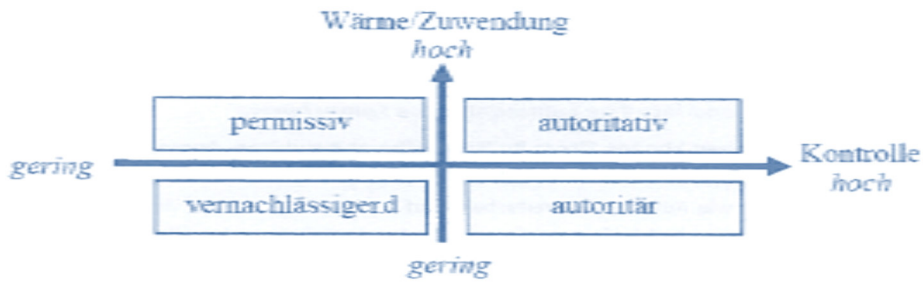 Wärme/Zuwendung
hoch
permissiv
autoritativ
gering
Kontrolle
hoch
vernachlässigend
autoritär
gering